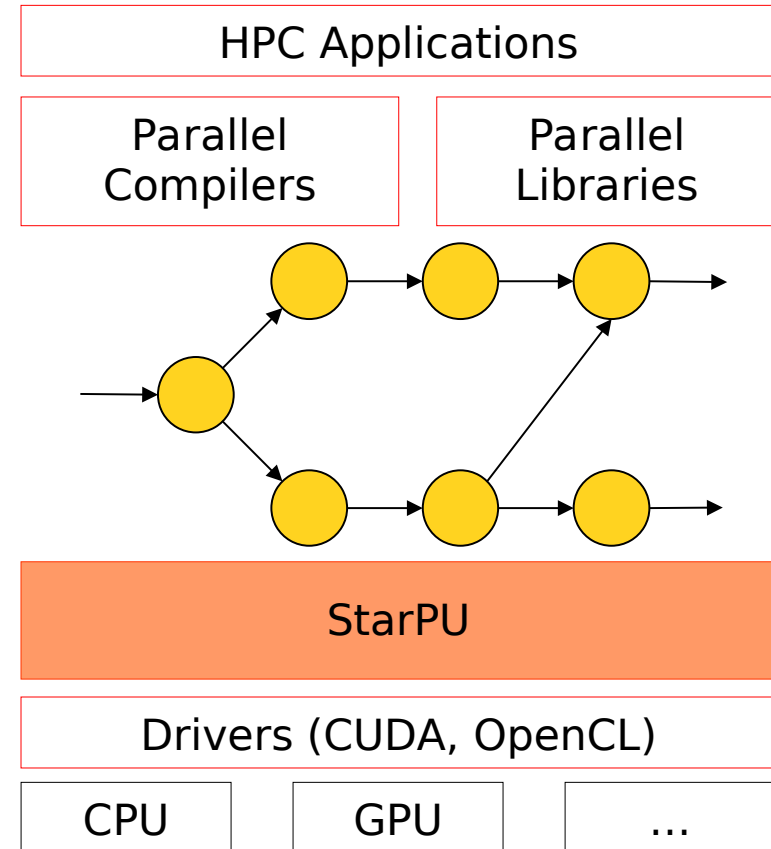 HPC Applications
Parallel
Compilers
Parallel
Libraries
StarPU
Drivers (CUDA, OpenCL)
CPU
GPU
...